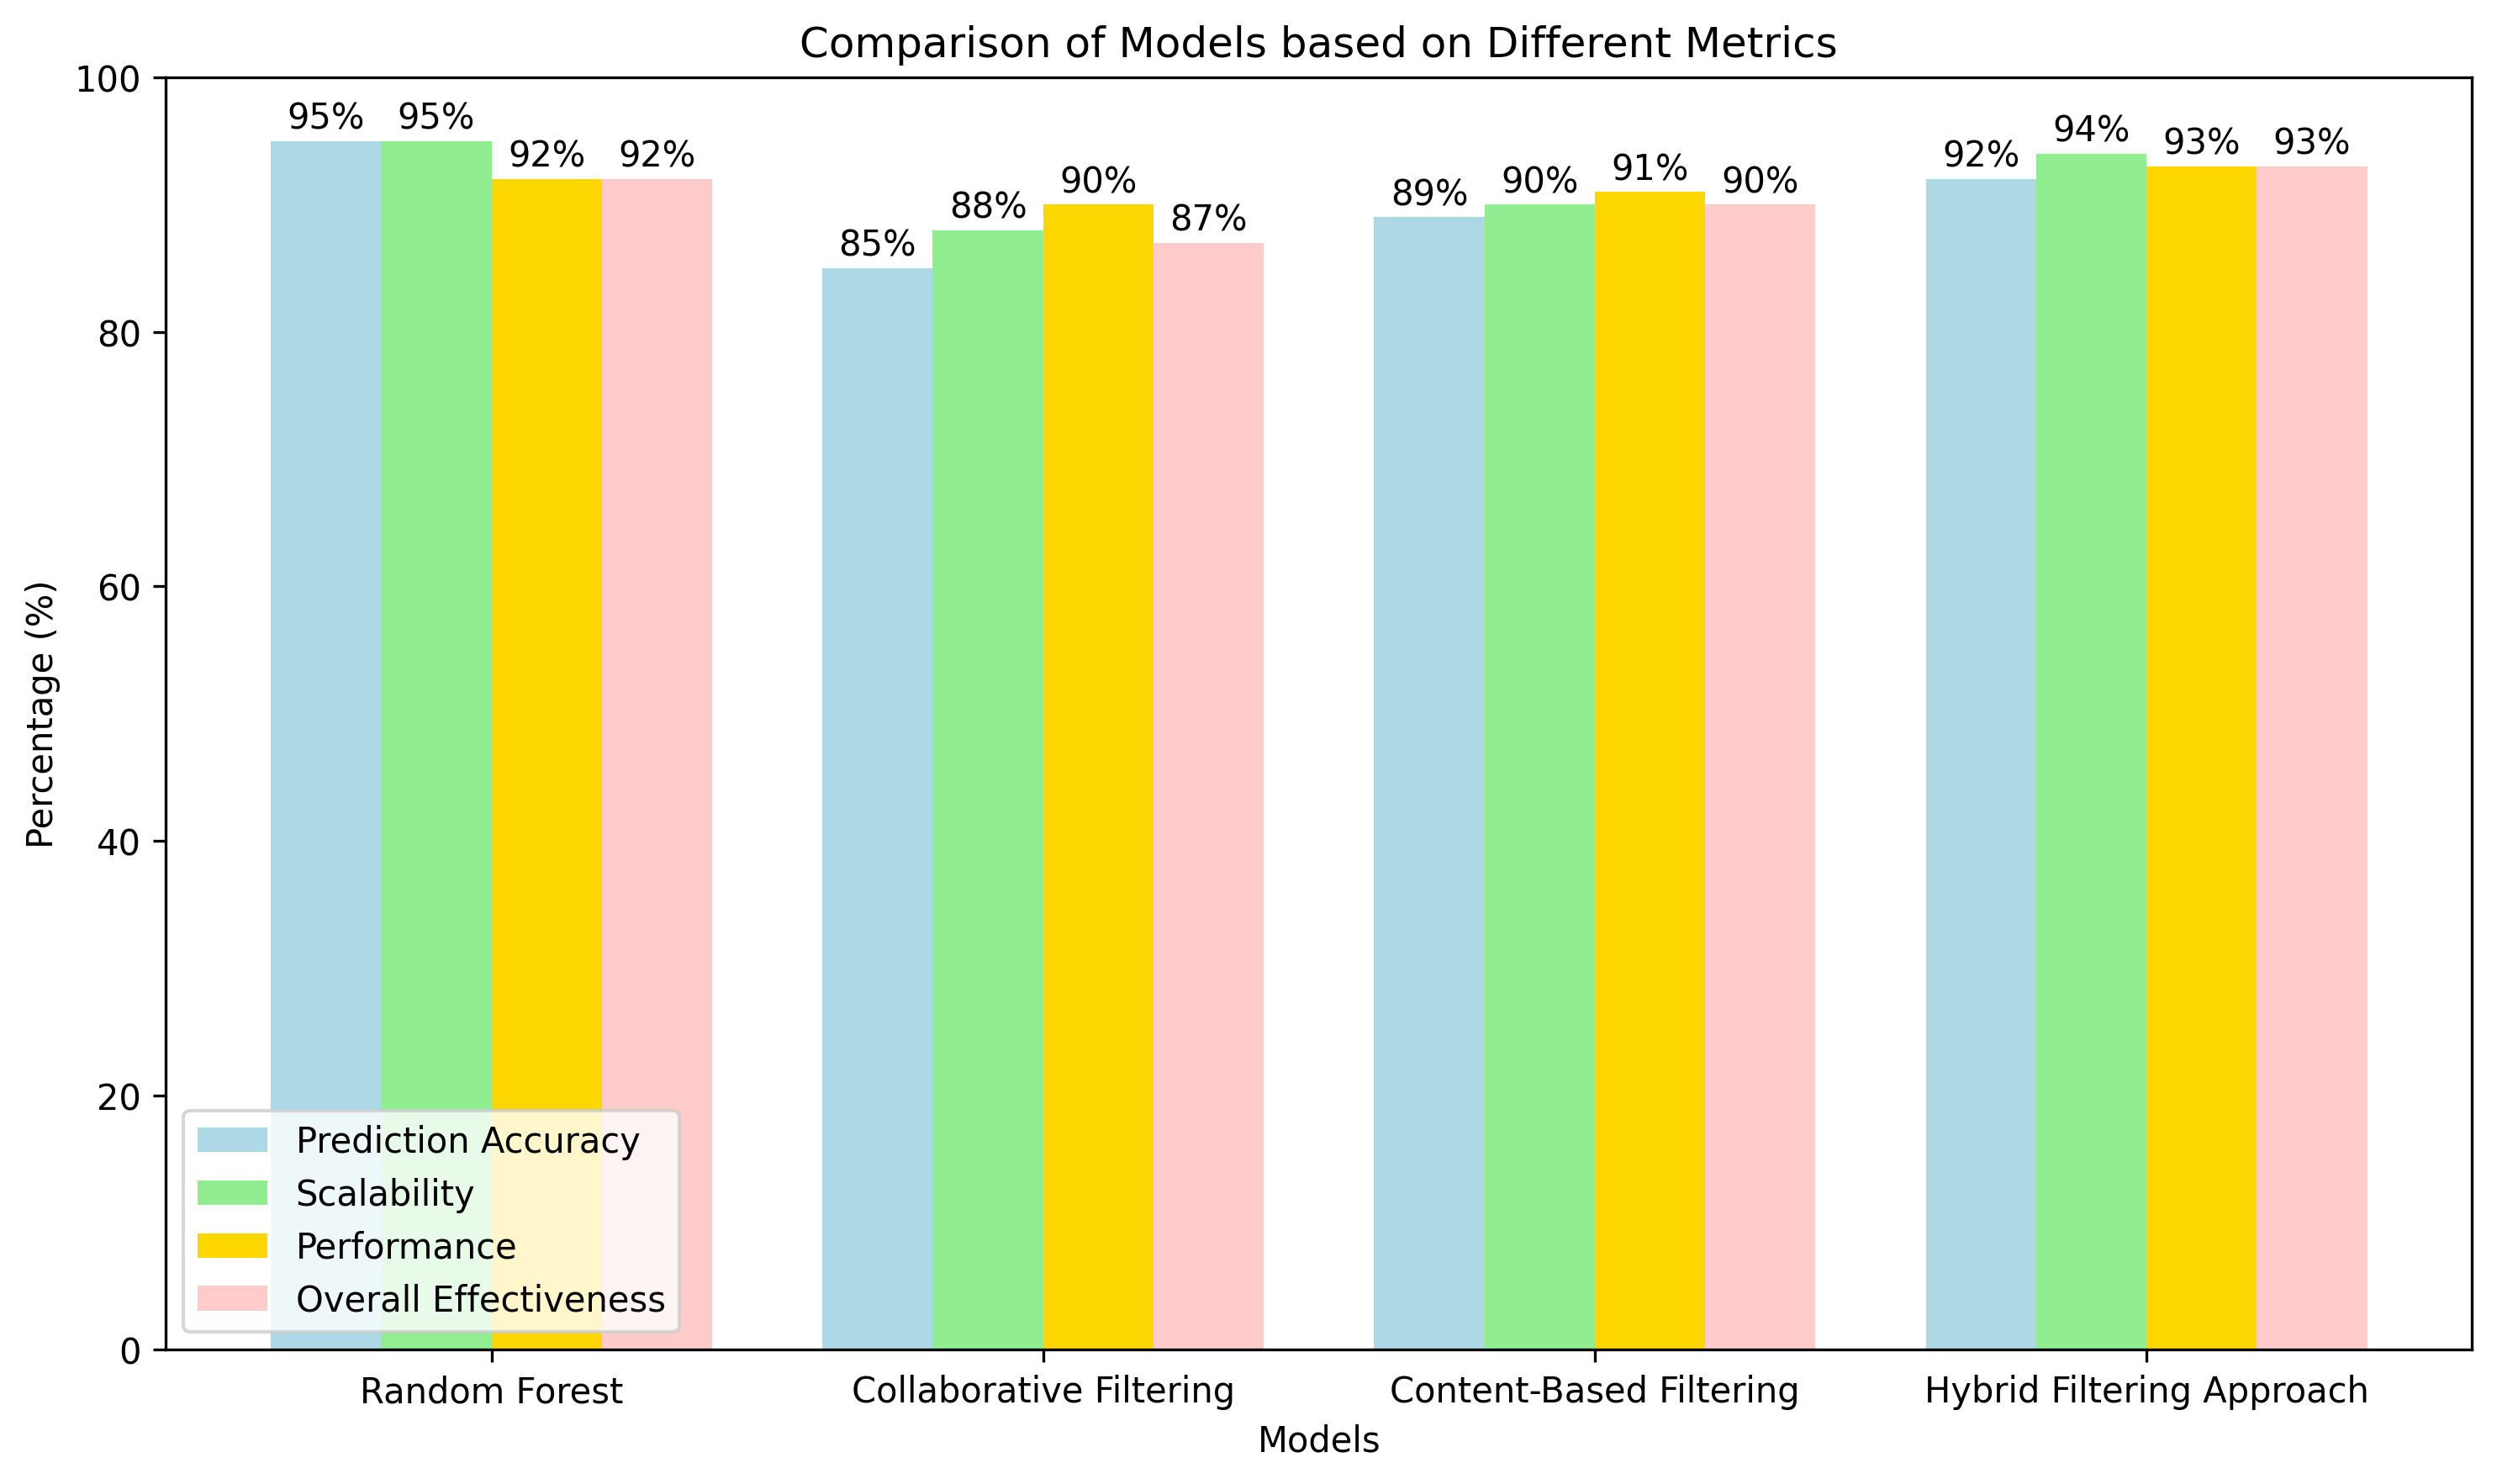 Comparison of Models based on Different Metrics
100
80
60
40
20
0
Percentage (%)
95% 95% 92% 92%
85% 88% 90% 87%
89% 90% 91% 90%
92% 94% 93% 93%
Prediction Accuracy
Scalability
Performance
Overall Effectiveness
Random Forest
Collaborative Filtering
Content-Based Filtering
Hybrid Filtering Approach
Models